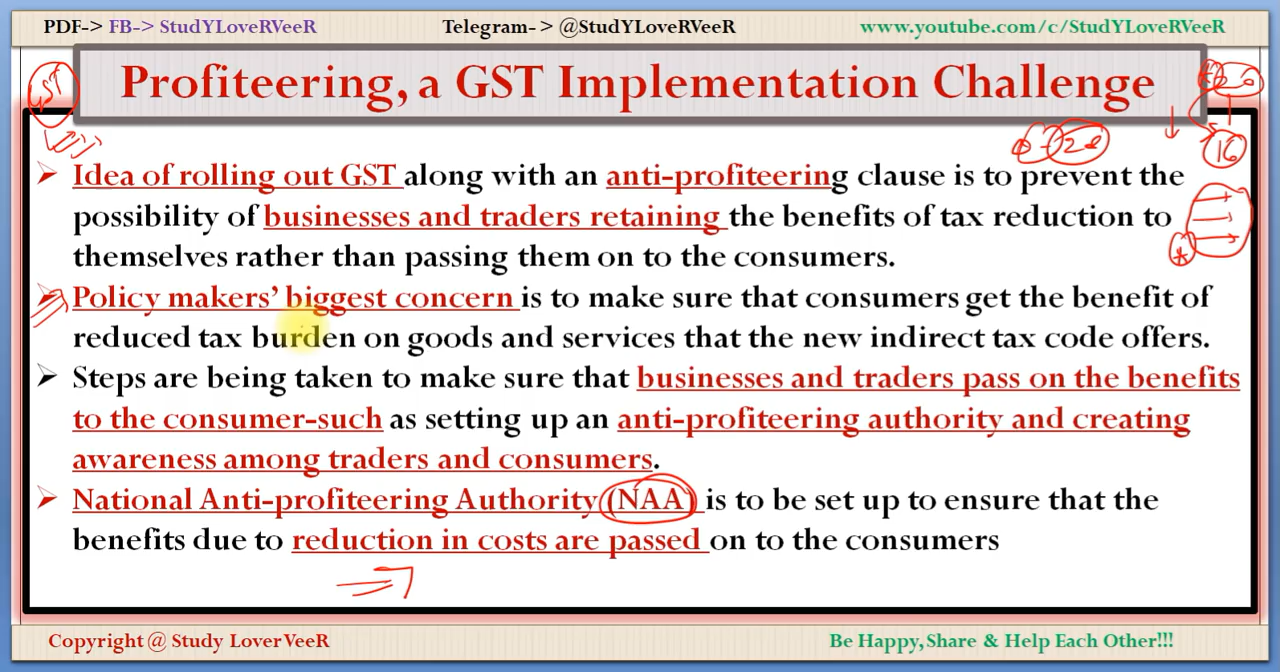 PDF-> FB-> StudYLoveRVeeR Telegram- > @StudYLoveRVeeR www.youtube.com/c/StudYLoveRVeeR
Profiteering, a GST Implementation Challenge
GST
16
28
➤ Idea of rolling out GST along with an anti-profiteering clause is to prevent the
possibility of businesses and traders retaining the benefits of tax reduction to
themselves rather than passing them on to the consumers.
➤ Policy makers’ biggest concern is to make sure that consumers get the benefit of
reduced tax burden on goods and services that the new indirect tax code offers.
➤ Steps are being taken to make sure that businesses and traders pass on the benefits
to the consumer-such as setting up an anti-profiteering authority and creating
awareness among traders and consumers.
➤ National Anti-profiteering Authority (NAA) is to be set up to ensure that the
benefits due to reduction in costs are passed on to the consumers
Copyright @ Study LoverVeeR Be Happy, Share & Help Each Other!!!